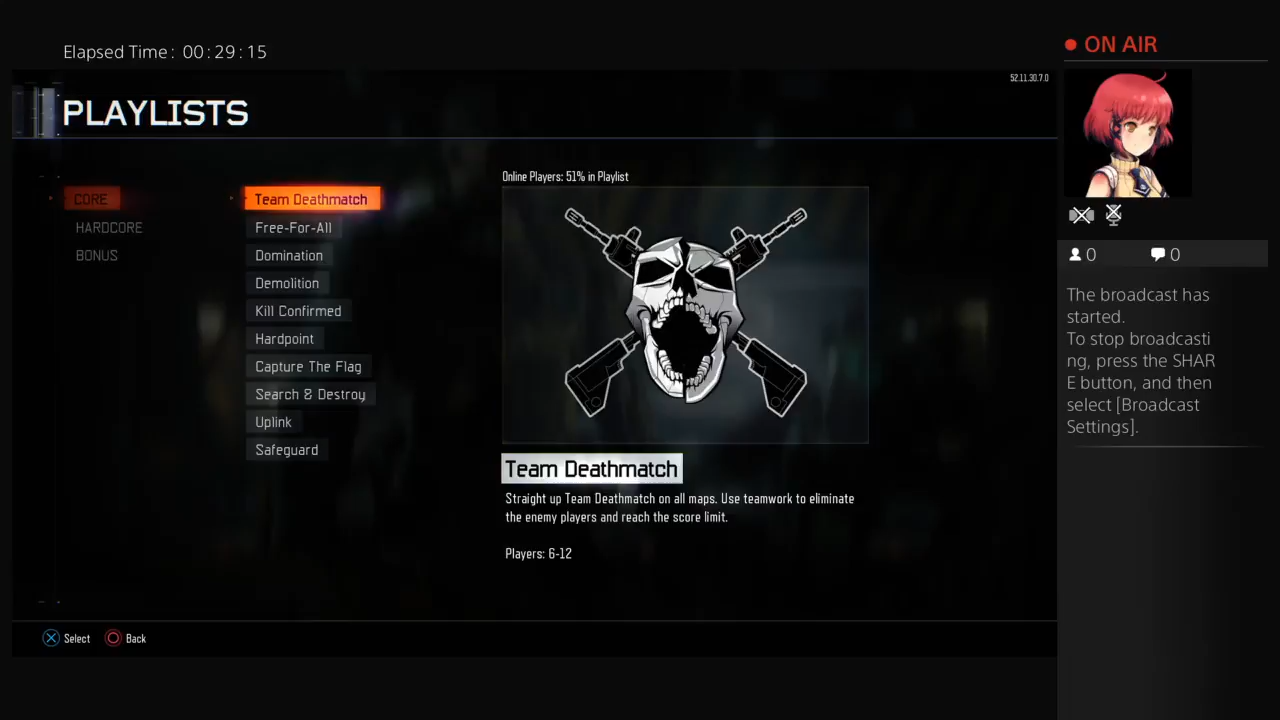 Elapsed Time: 00:29:15
ON AIR
52.11.30.7.0
PLAYLISTS
CORE
HARDCORE
BONUS
Team Deathmatch
Free-For-All
Domination
Demolition
Kill Confirmed
Hardpoint
Capture The Flag
Search & Destroy
Uplink
Safeguard
Online Players: 51% in Playlist
Team Deathmatch
Straight up Team Deathmatch on all maps. Use teamwork to eliminate
the enemy players and reach the score limit.
Players: 6-12
Select
Back
0
0
The broadcast has
started.
To stop broadcasti
ng, press the SHAR
E button, and then
select [Broadcast
Settings].